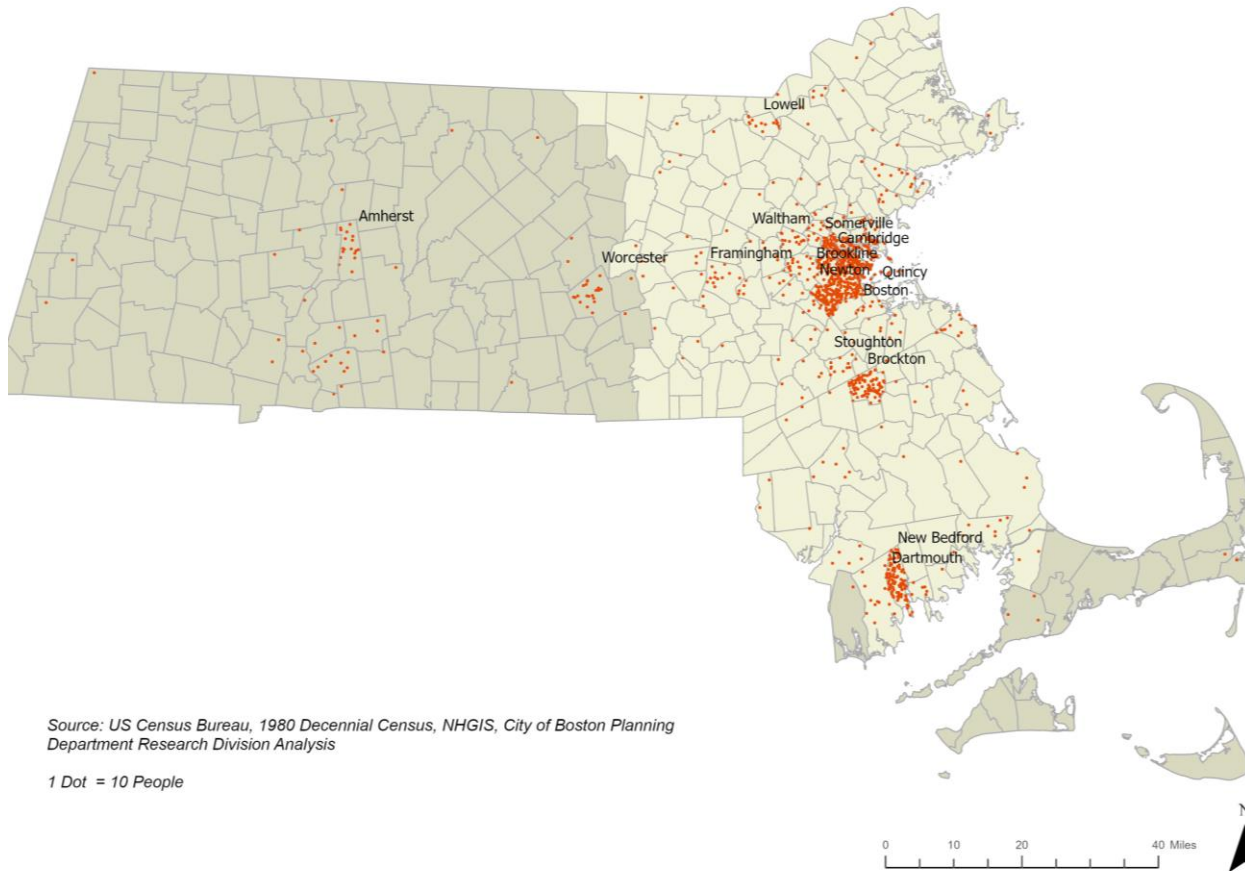 Lowell
Amherst
Waltham
Somerville
Cambridge
Worcester
Framingham
Brookline
Newton
Quincy
Boston
Stoughton
Brockton
New Bedford
Dartmouth
Source: US Census Bureau, 1980 Decennial Census, NHGIS, City of Boston Planning
Department Research Division Analysis
1 Dot = 10 People
N
0 10 20 40 Miles